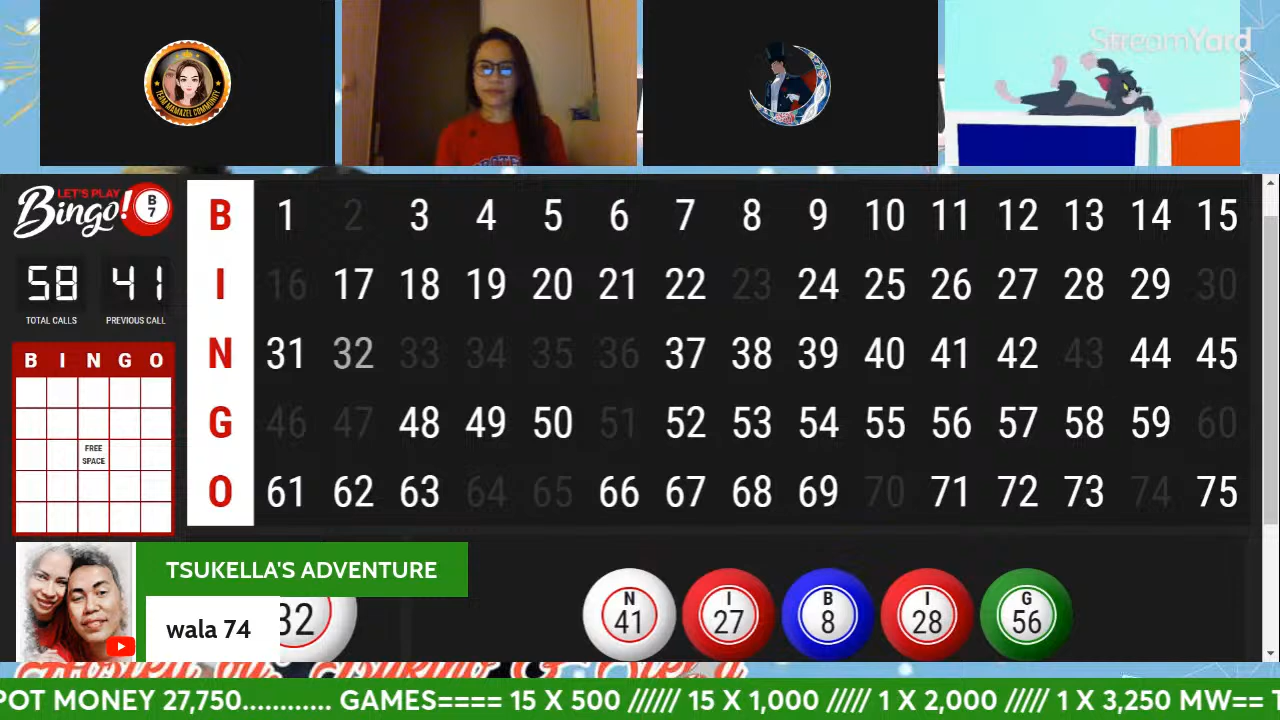 StreamYard
TEAM MAMAZEL COMMUNITY
LET'S PLAY
Bingo!
B
7
58 41
TOTAL CALLS PREVIOUS CALL
B I N G O
FREE
SPACE
B 1 2 3 4 5 6 7 8 9 10 11 12 13 14 15
I 16 17 18 19 20 21 22 23 24 25 26 27 28 29 30
N 31 32 33 34 35 36 37 38 39 40 41 42 43 44 45
G 46 47 48 49 50 51 52 53 54 55 56 57 58 59 60
O 61 62 63 64 65 66 67 68 69 70 71 72 73 74 75
TSUKELLA'S ADVENTURE
wala 74
32
N
41
I
27
B
8
I
28
G
56
POT MONEY 27,750............ GAMES==== 15 X 500 ////// 15 X 1,000 ///// 1 X 2,000 ///// 1 X 3,250 MW== T